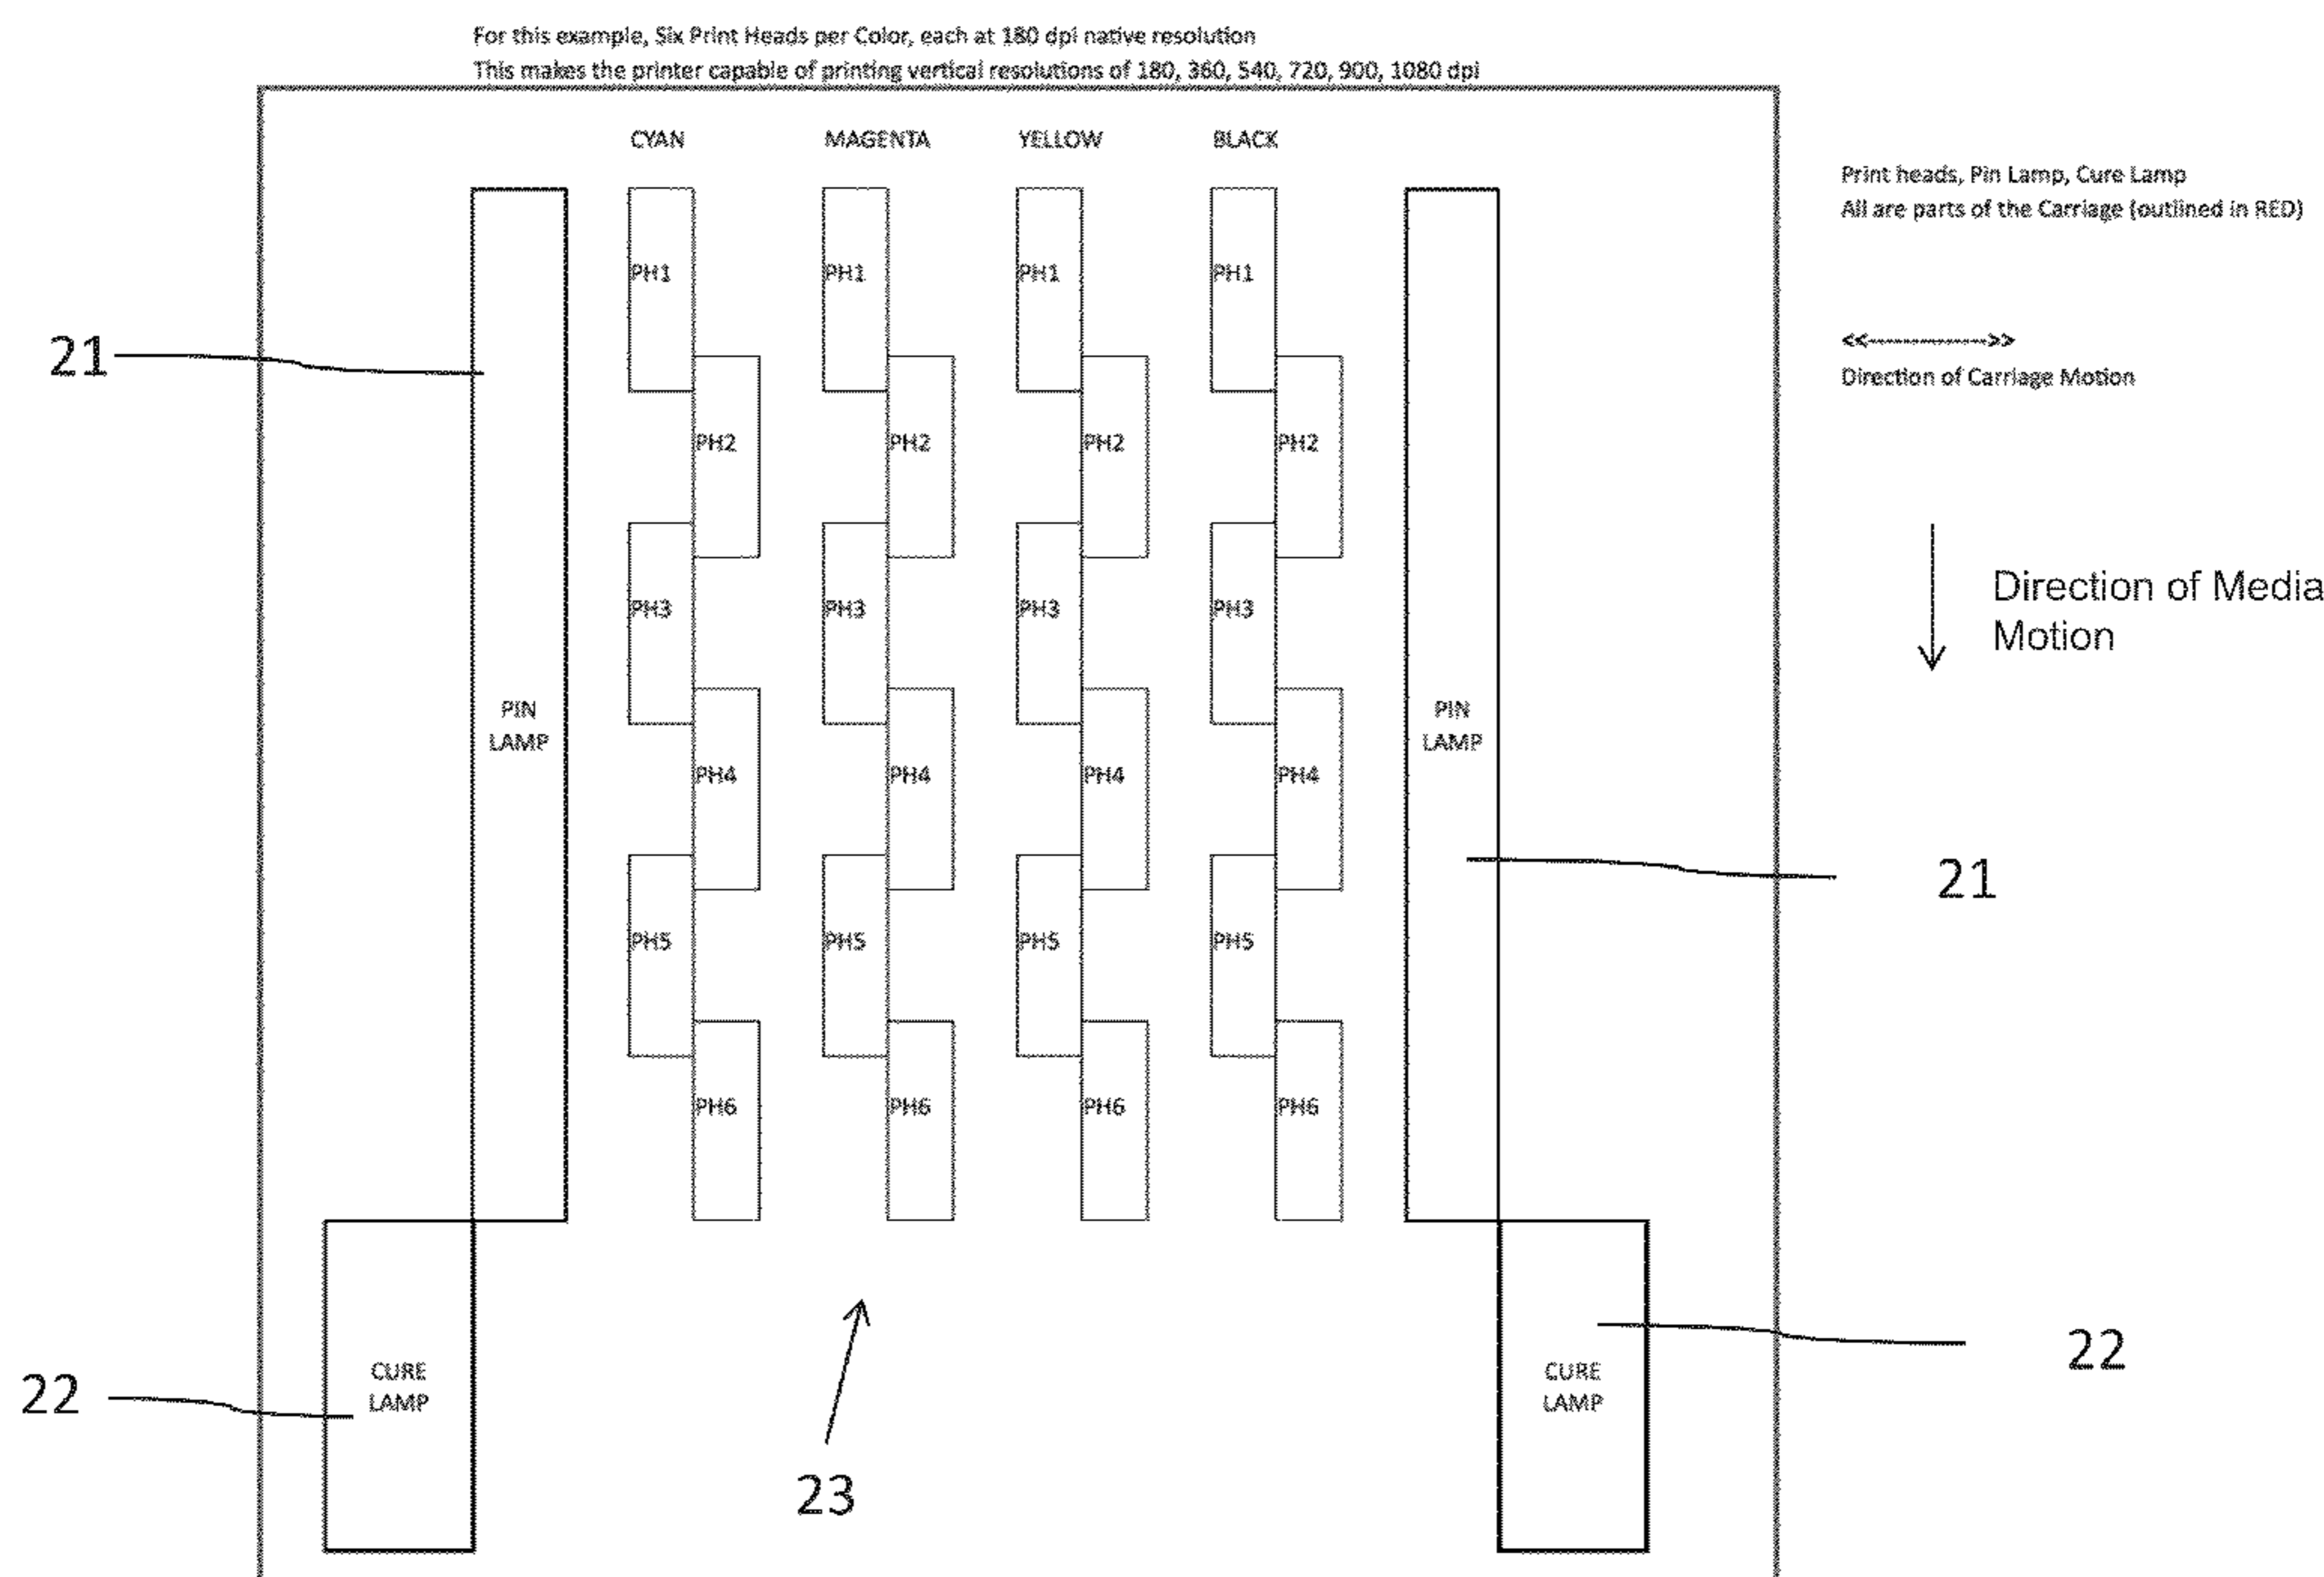 For this example, Six Print Heads per Color, each at 180 dpi native resolution
This makes the printer capable of printing vertical resolutions of 180, 360, 540, 720, 900, 1080 dpi
CYAN MAGENTA YELLOW BLACK
Print heads, Pin Lamp, Cure Lamp
All are parts of the Carriage (outlined in RED)
PH1 PH1 PH1 PH1
<<------------>>
21
Direction of Carriage Motion
PH2 PH2 PH2 PH2
Direction of Media
Motion
PH3 PH3 PH3 PH3
PIN
LAMP
PIN
LAMP
PH4 PH4 PH4 PH4
21
PH5 PH5 PH5 PH5
PH6 PH6 PH6 PH6
22
CURE
LAMP
CURE
LAMP
22
23